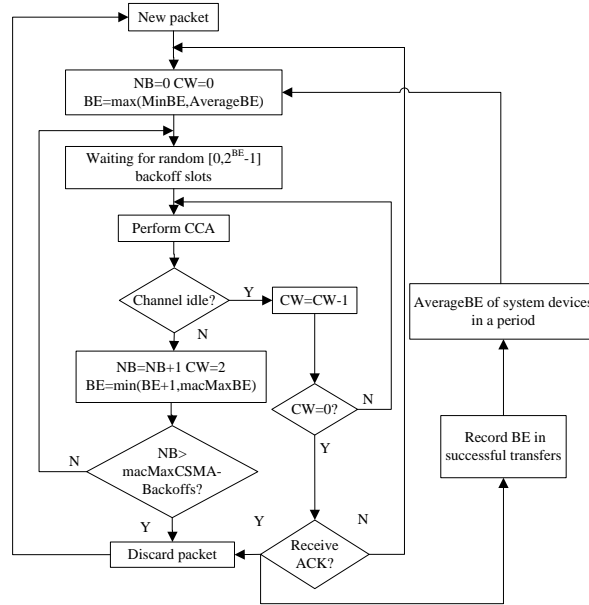 New packet
NB=0 CW=0
BE=max(MinBE,AverageBE)
Waiting for random [0,2^BE-1]
backoff slots
Perform CCA
Channel idle?
Y
CW=CW-1
N
NB=NB+1 CW=2
BE=min(BE+1,macMaxBE)
CW=0?
N
Y
NB>
macMaxCSMA-
Backoffs?
N
Y
Discard packet
Y
Receive
ACK?
N
AverageBE of system devices
in a period
Record BE in
successful transfers